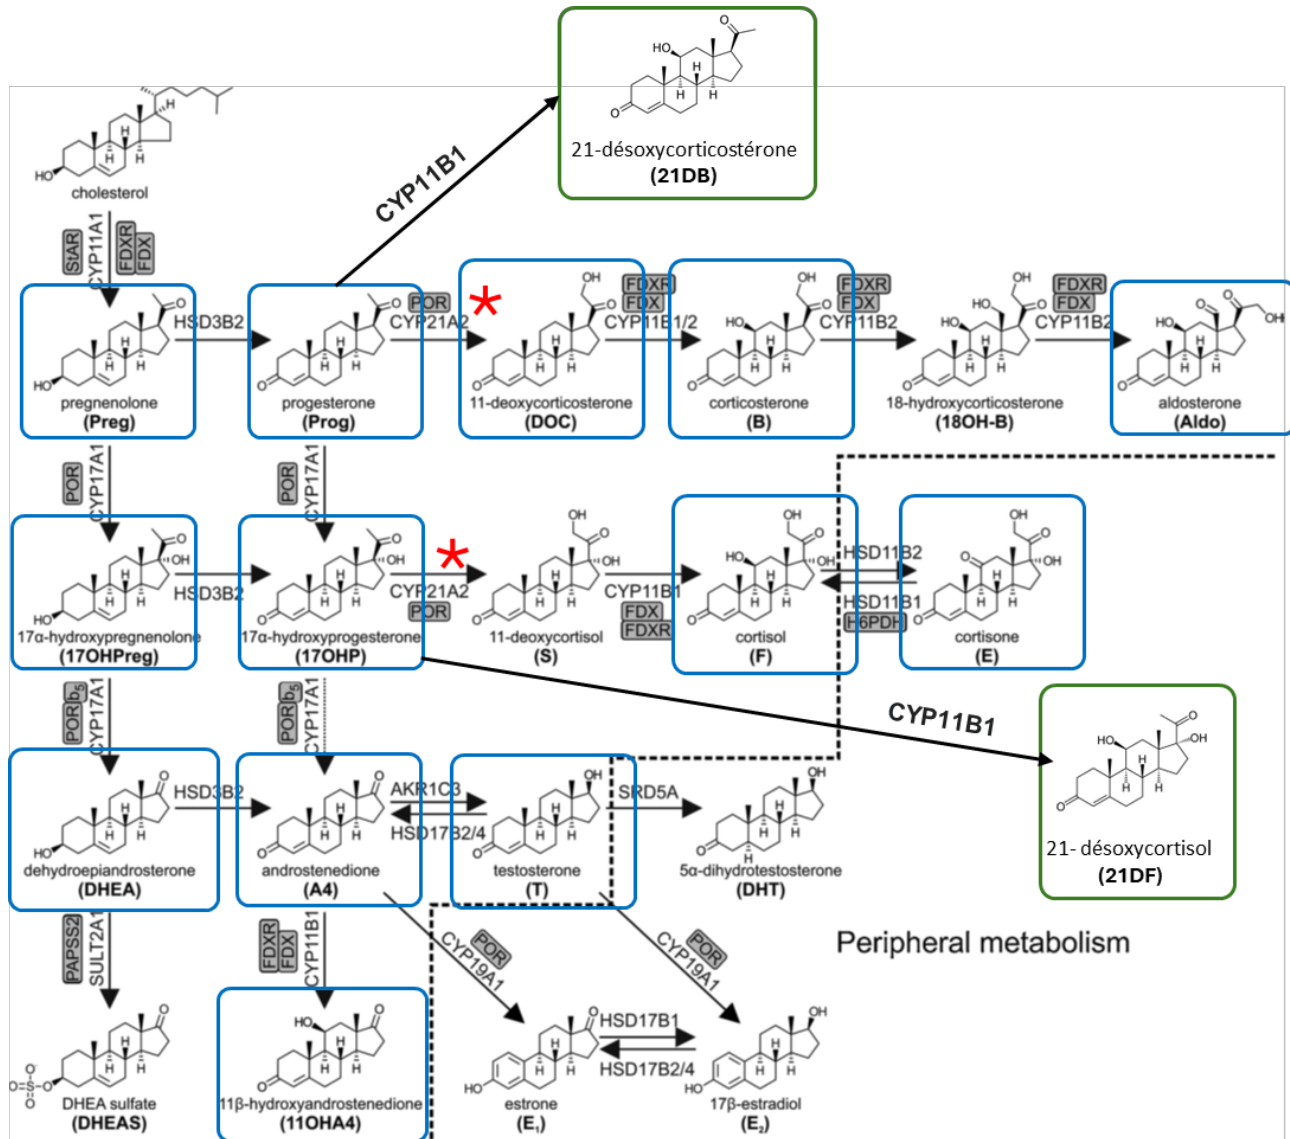 21-désoxycorticostérone
(21DB)
CYP11B1
cholesterol
StAR
CYP11A1
FDXR
FDX
HSD3B2
POR
CYP21A2
*
FDXR
FDX
CYP11B1/2
FDXR
FDX
CYP11B2
FDXR
FDX
CYP11B2
pregnenolone
(Preg)
progesterone
(Prog)
11-deoxycorticosterone
(DOC)
corticosterone
(B)
18-hydroxycorticosterone
(18OH-B)
aldosterone
(Aldo)
POR
CYP17A1
POR
CYP17A1
HSD3B2
*
CYP21A2
POR
CYP11B1
FDX
FDXR
HSD11B2
HSD11B1
H6PDH
17α-hydroxypregnenolone
(17OHPreg)
17α-hydroxyprogesterone
(17OHP)
11-deoxycortisol
(S)
cortisol
(F)
cortisone
(E)
POR b5
CYP17A1
POR b5
CYP17A1
CYP11B1
21- désoxycortisol
(21DF)
HSD3B2
AKR1C3
HSD17B2/4
SRD5A
dehydroepiandrosterone
(DHEA)
androstenedione
(A4)
testosterone
(T)
5α-dihydrotestosterone
(DHT)
PAPSS2
SULT2A1
FDXR
FDX
CYP11B1
POR
CYP19A1
POR
CYP19A1
Peripheral metabolism
HSD17B1
HSD17B2/4
DHEA sulfate
(DHEAS)
11β-hydroxyandrostenedione
(11OHA4)
estrone
(E₁)
17β-estradiol
(E₂)